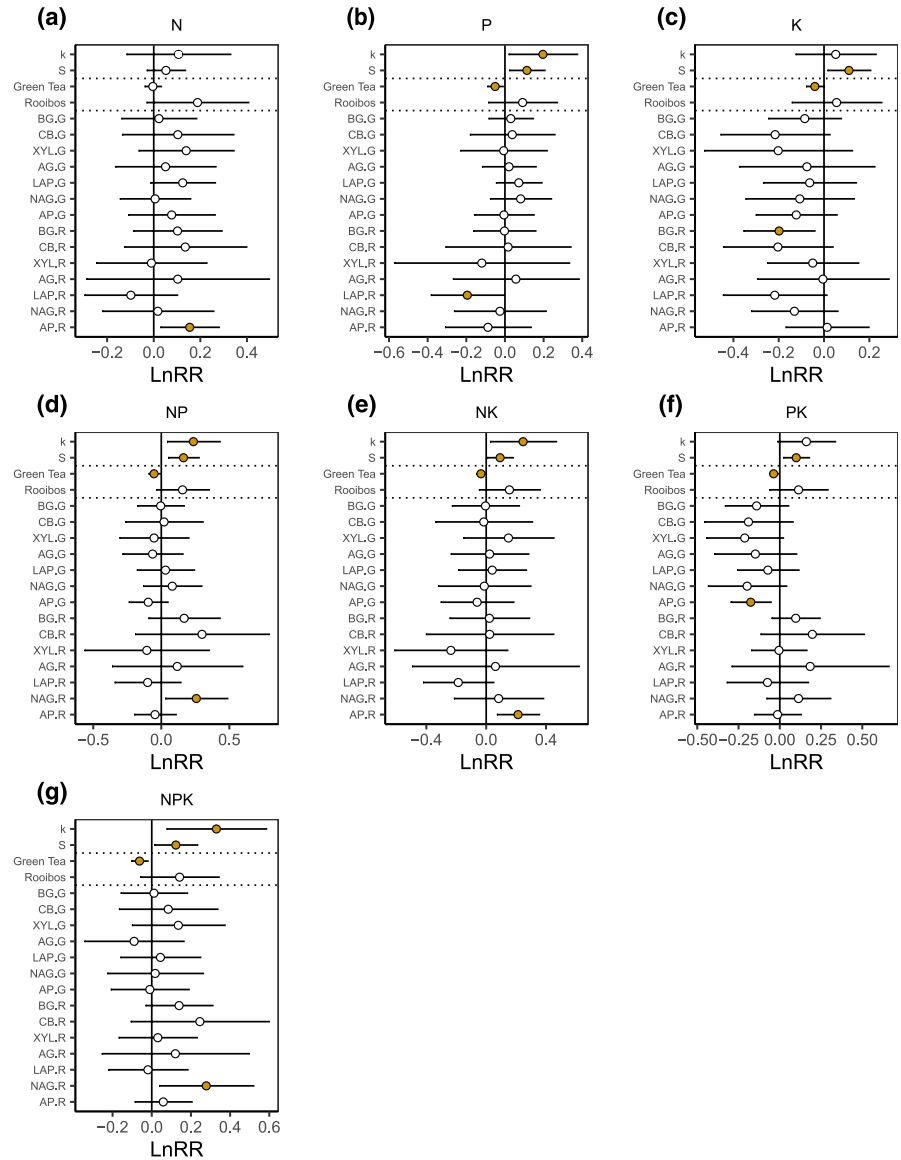 (a) N
k
S
Green Tea
Rooibos
BG.G
CB.G
XYL.G
AG.G
LAP.G
NAG.G
AP.G
BG.R
CB.R
XYL.R
AG.R
LAP.R
NAG.R
AP.R
−0.2 0.0 0.2 0.4
LnRR
(b) P
k
S
Green Tea
Rooibos
BG.G
CB.G
XYL.G
AG.G
LAP.G
NAG.G
AP.G
BG.R
CB.R
XYL.R
AG.R
LAP.R
NAG.R
AP.R
−0.6 −0.4 −0.2 0.0 0.2 0.4
LnRR
(c) K
k
S
Green Tea
Rooibos
BG.G
CB.G
XYL.G
AG.G
LAP.G
NAG.G
AP.G
BG.R
CB.R
XYL.R
AG.R
LAP.R
NAG.R
AP.R
−0.4 −0.2 0.0 0.2
LnRR
(d) NP
k
S
Green Tea
Rooibos
BG.G
CB.G
XYL.G
AG.G
LAP.G
NAG.G
AP.G
BG.R
CB.R
XYL.R
AG.R
LAP.R
NAG.R
AP.R
−0.5 0.0 0.5
LnRR
(e) NK
k
S
Green Tea
Rooibos
BG.G
CB.G
XYL.G
AG.G
LAP.G
NAG.G
AP.G
BG.R
CB.R
XYL.R
AG.R
LAP.R
NAG.R
AP.R
−0.4 0.0 0.4
LnRR
(f) PK
k
S
Green Tea
Rooibos
BG.G
CB.G
XYL.G
AG.G
LAP.G
NAG.G
AP.G
BG.R
CB.R
XYL.R
AG.R
LAP.R
NAG.R
AP.R
−0.50 −0.25 0.00 0.25 0.50
LnRR
(g) NPK
k
S
Green Tea
Rooibos
BG.G
CB.G
XYL.G
AG.G
LAP.G
NAG.G
AP.G
BG.R
CB.R
XYL.R
AG.R
LAP.R
NAG.R
AP.R
−0.2 0.0 0.2 0.4 0.6
LnRR